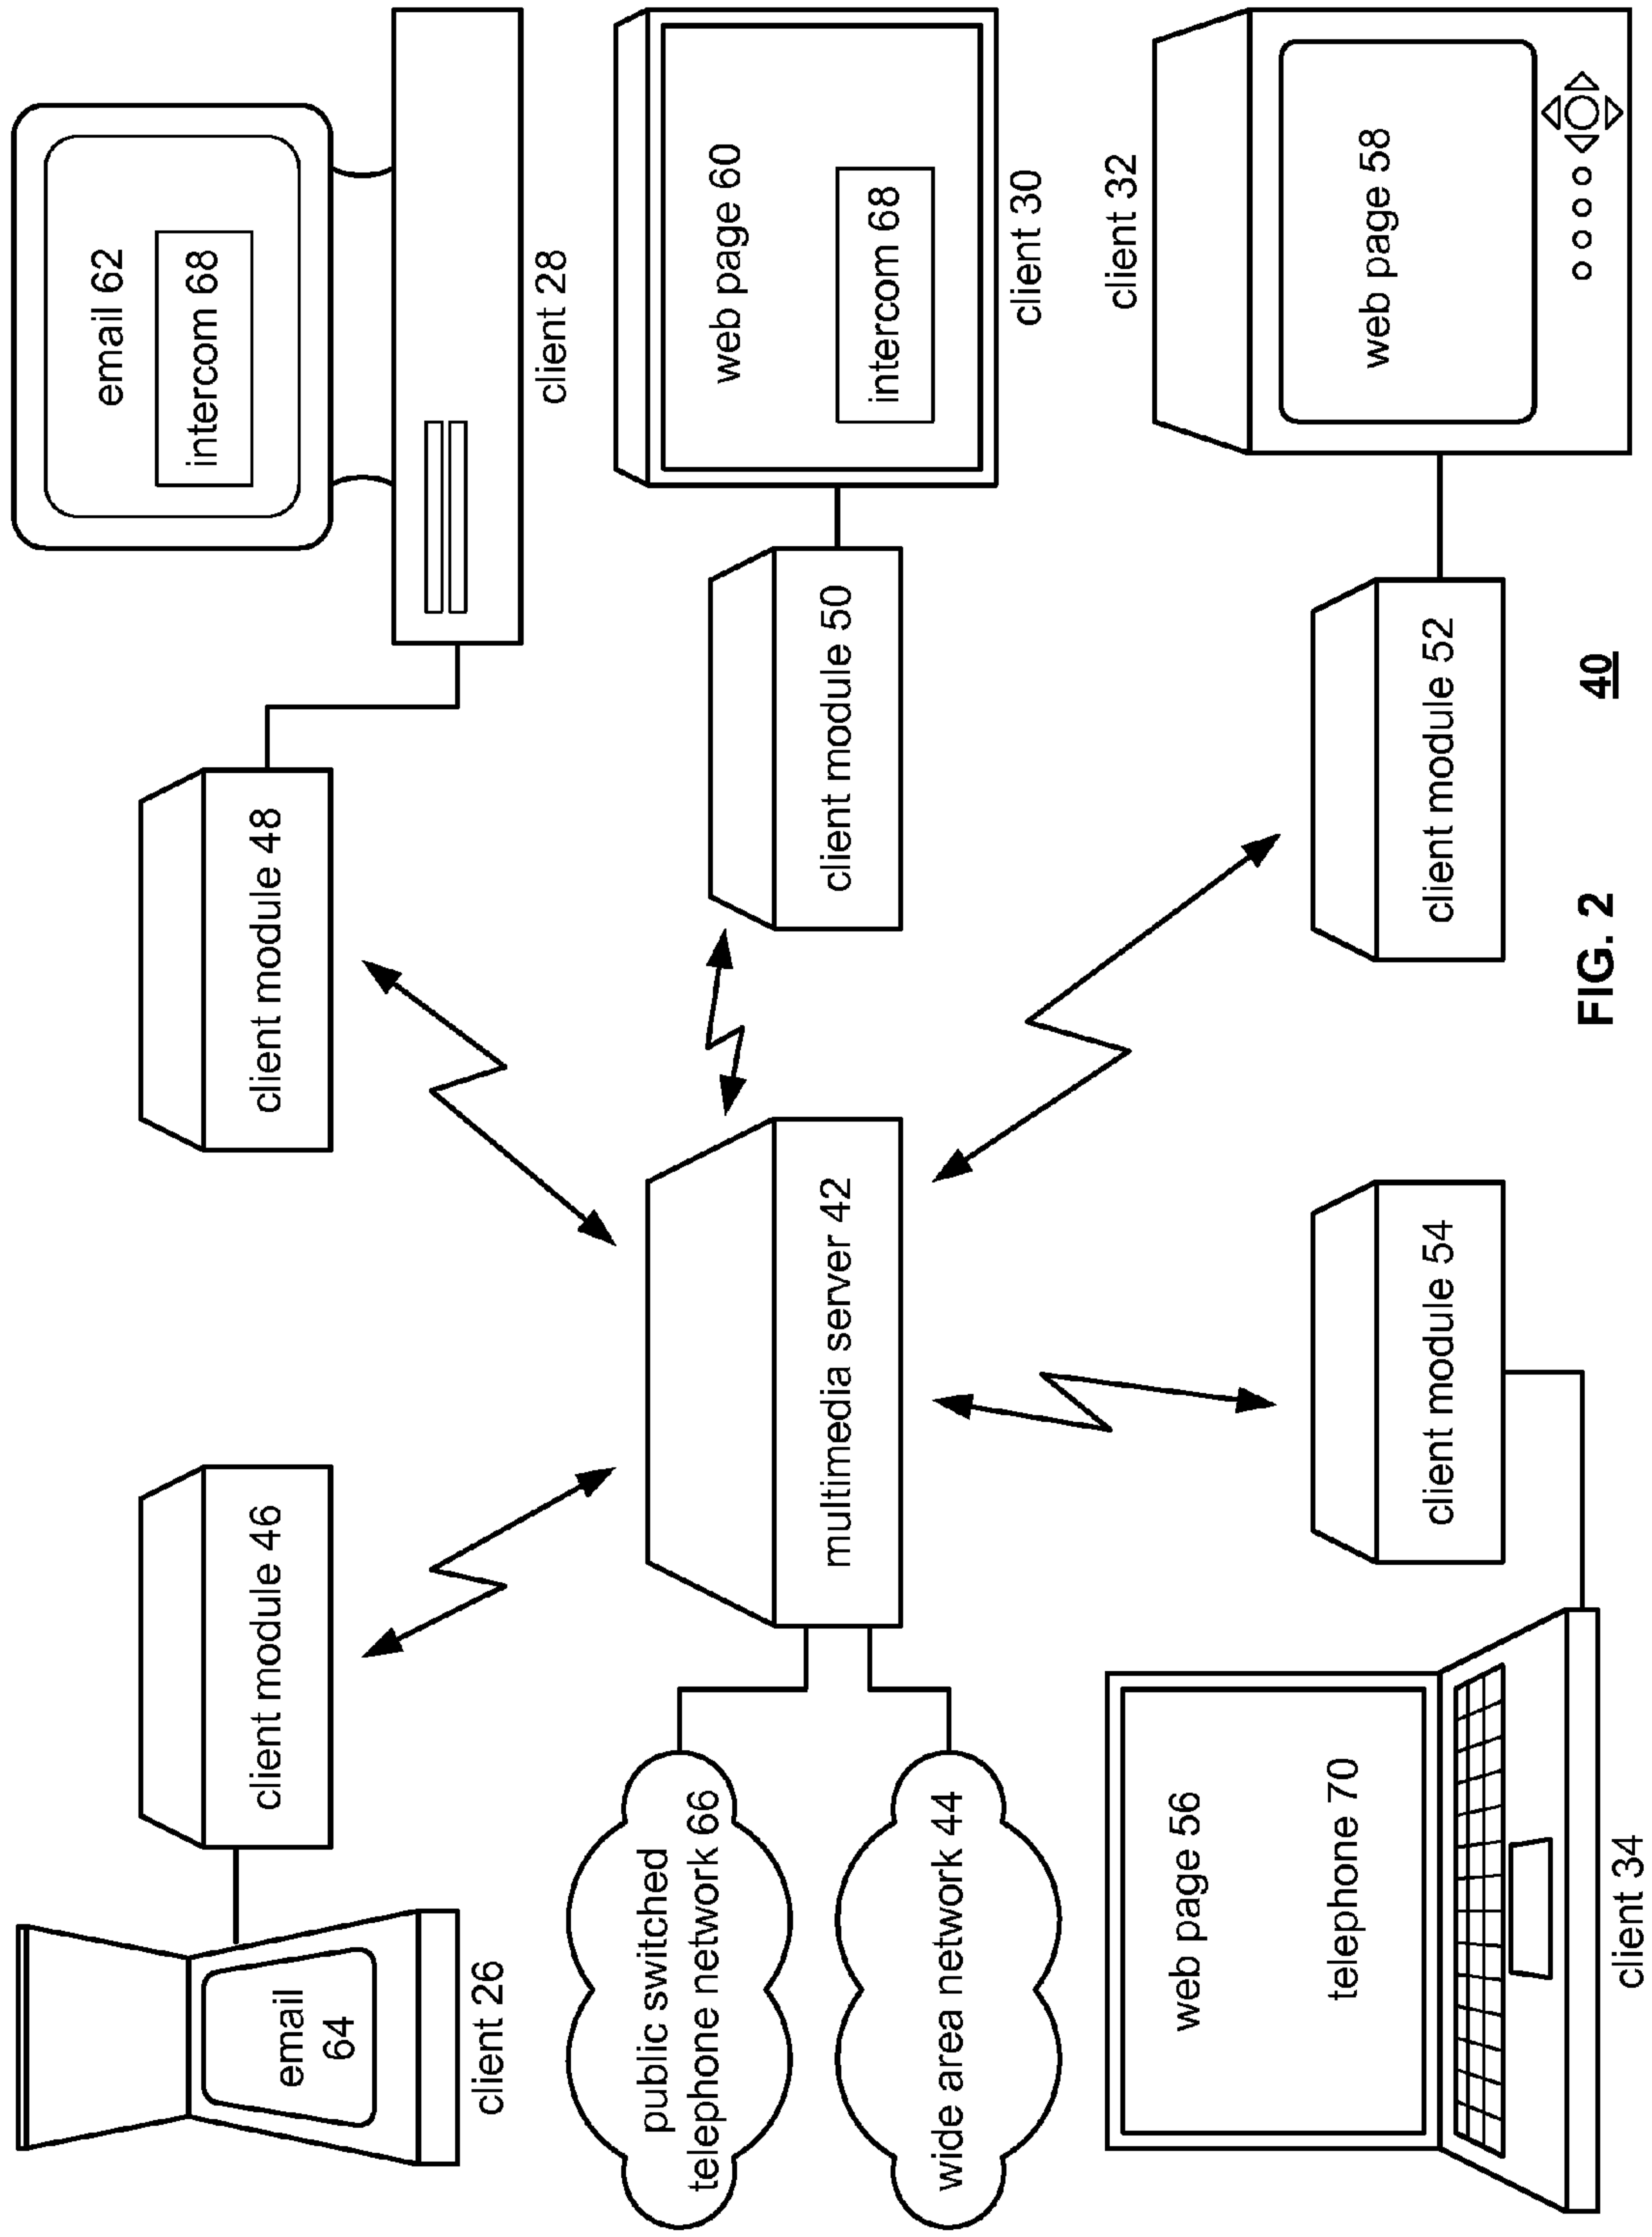 email
64
client 26
client module 46
client module 48
email 62
intercom 68
client 28
public switched
telephone network 66
wide area network 44
multimedia server 42
client module 50
web page 60
intercom 68
client 30
web page 56
telephone 70
client 34
client module 54
client module 52
client 32
web page 58
FIG. 2
40